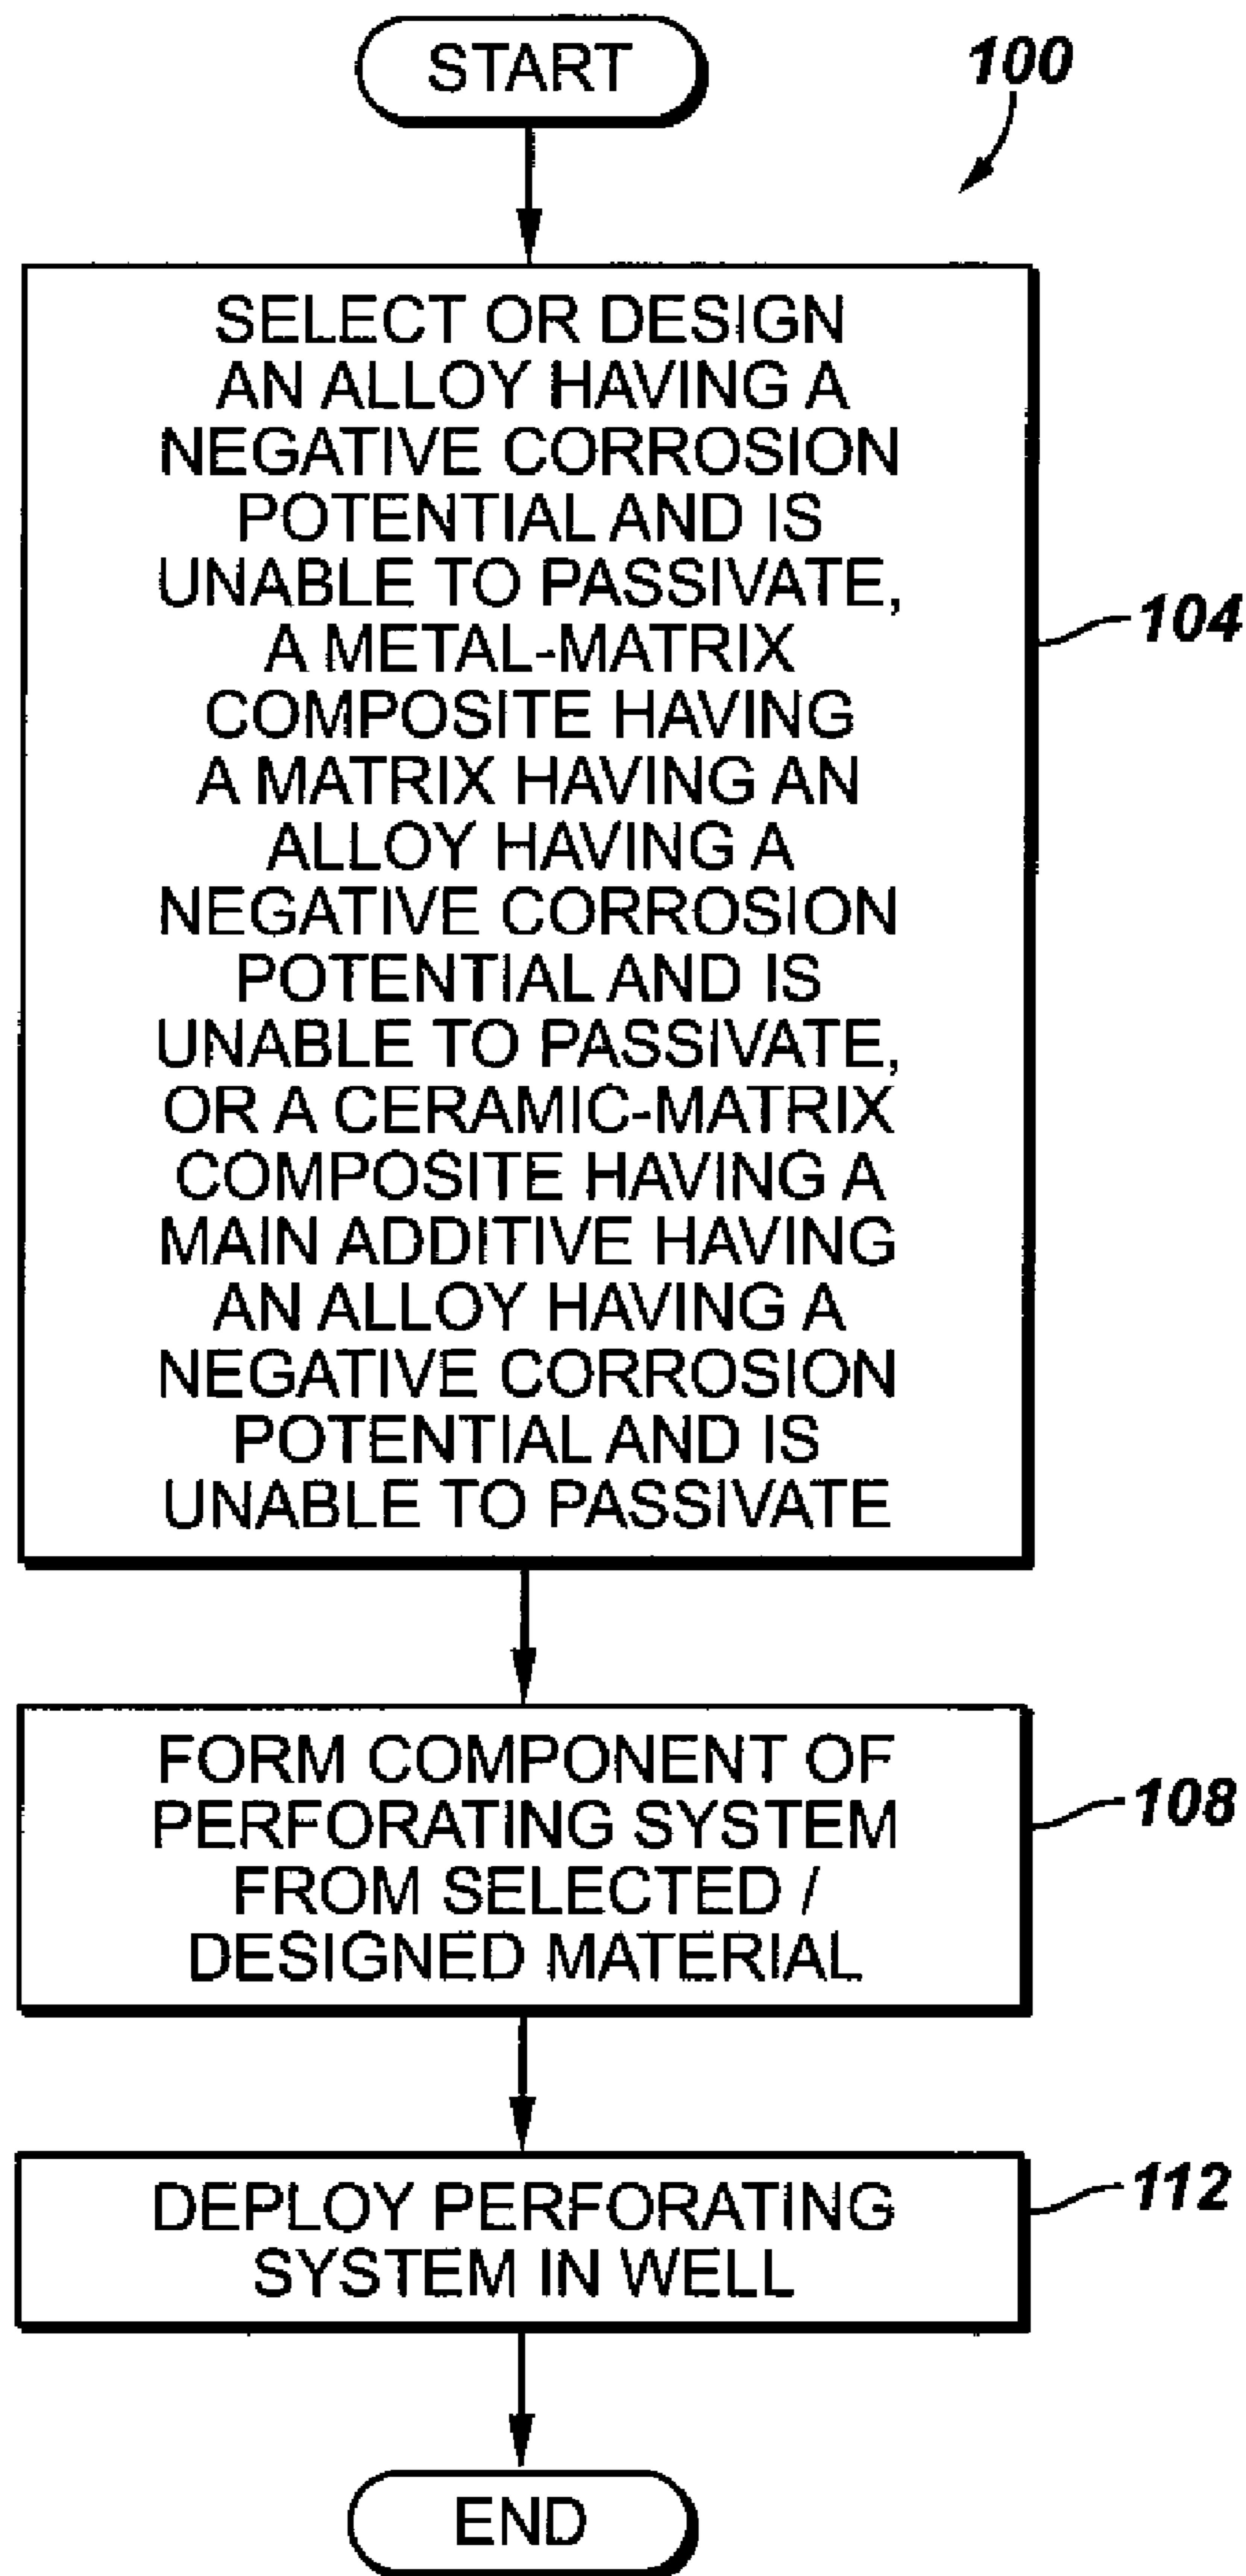 START
100
SELECT OR DESIGN
AN ALLOY HAVING A
NEGATIVE CORROSION
POTENTIAL AND IS
UNABLE TO PASSIVATE,
A METAL-MATRIX
COMPOSITE HAVING
A MATRIX HAVING AN
ALLOY HAVING A
NEGATIVE CORROSION
POTENTIAL AND IS
UNABLE TO PASSIVATE,
OR A CERAMIC-MATRIX
COMPOSITE HAVING A
MAIN ADDITIVE HAVING
AN ALLOY HAVING A
NEGATIVE CORROSION
POTENTIAL AND IS
UNABLE TO PASSIVATE
104
FORM COMPONENT OF
PERFORATING SYSTEM
FROM SELECTED /
DESIGNED MATERIAL
108
DEPLOY PERFORATING
SYSTEM IN WELL
112
END